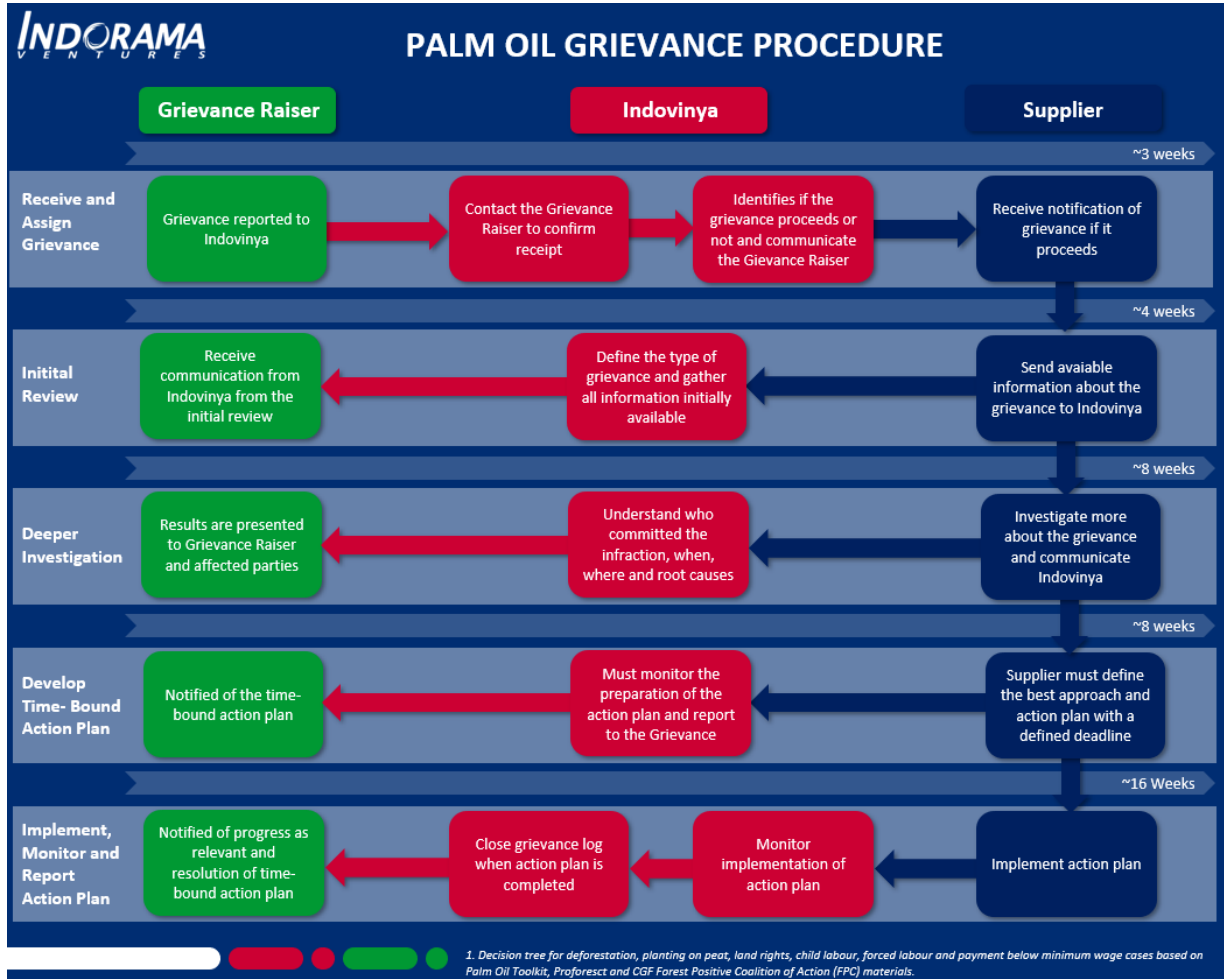 INDORAMA
VENTURES
PALM OIL GRIEVANCE PROCEDURE
Grievance Raiser
Indovinya
Supplier
~3 weeks
Receive and
Assign
Grievance
Grievance reported to
Indovinya
Contact the Grievance
Raiser to confirm
receipt
Identifies if the
grievance proceeds or
not and communicate
the Gievance Raiser
Receive notification of
grievance if it
proceeds
~4 weeks
Initital
Review
Receive
communication from
Indovinya from the
initial review
Define the type of
grievance and gather
all information initially
available
Send avaiable
information about the
grievance to Indovinya
~8 weeks
Deeper
Investigation
Results are presented
to Grievance Raiser
and affected parties
Understand who
committed the
infraction, when,
where and root causes
Investigate more
about the grievance
and communicate
Indovinya
~8 weeks
Develop
Time- Bound
Action Plan
Notified of the time-
bound action plan
Must monitor the
preparation of the
action plan and report
to the Grievance
Supplier must define
the best approach and
action plan with a
defined deadline
~16 Weeks
Implement,
Monitor and
Report
Action Plan
Notified of progress as
relevant and
resolution of time-
bound action plan
Close grievance log
when action plan is
completed
Monitor
implementation of
action plan
Implement action plan
1. Decision tree for deforestation, planting on peat, land rights, child labour, forced labour and payment below minimum wage cases based on
Palm Oil Toolkit, Proforesct and CGF Forest Positive Coalition of Action (FPC) materials.